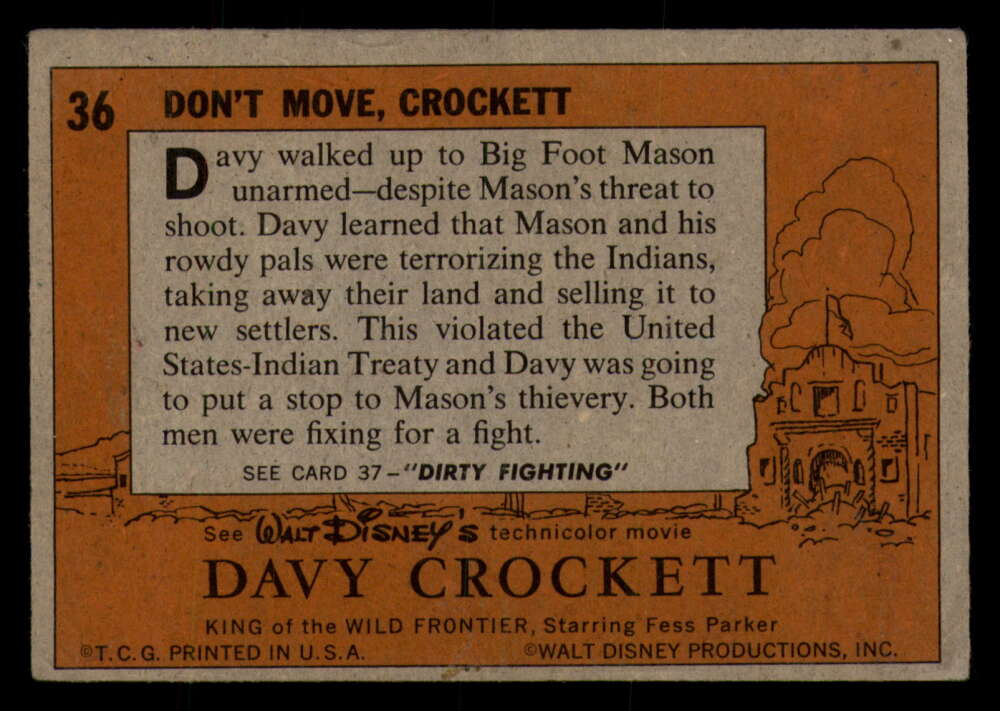 36 DON'T MOVE, CROCKETT
Davy walked up to Big Foot Mason
unarmed—despite Mason's threat to
shoot. Davy learned that Mason and his
rowdy pals were terrorizing the Indians,
taking away their land and selling it to
new settlers. This violated the United
States-Indian Treaty and Davy was going
to put a stop to Mason's thievery. Both
men were fixing for a fight.
SEE CARD 37—"DIRTY FIGHTING"
See WALT DISNEY'S technicolor movie
DAVY CROCKETT
KING of the WILD FRONTIER, Starring Fess Parker
©T.C.G. PRINTED IN U.S.A. ©WALT DISNEY PRODUCTIONS, INC.